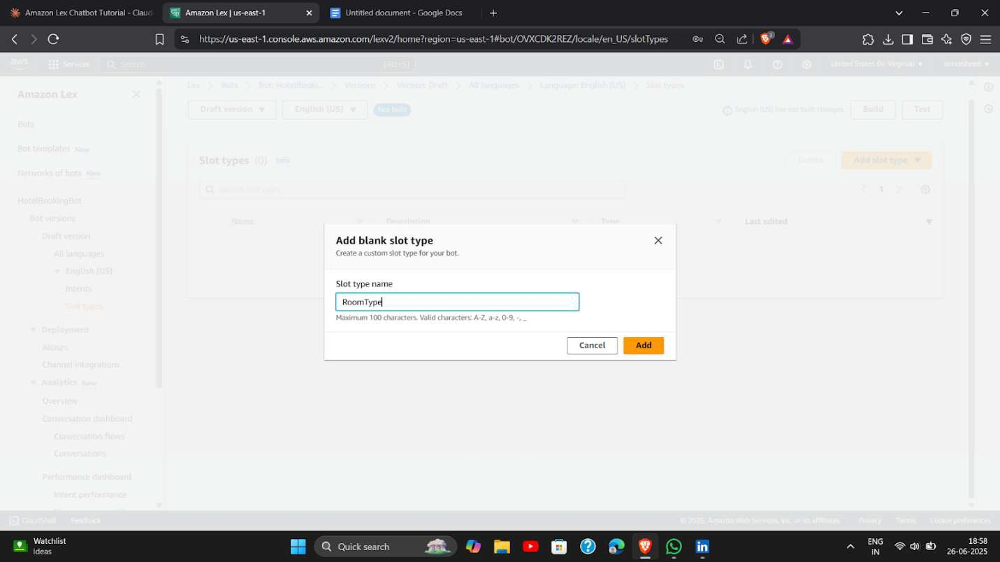 Amazon Lex Chatbot Tutorial - Claud
Amazon Lex | us-east-1
Untitled document - Google Docs
https://us-east-1.console.aws.amazon.com/lexv2/home?region=us-east-1#bot/OVXCDK2REZ/locale/en_US/slotTypes
2
aws
Services
Search
[Alt+S]
United States (N. Virginia)
Amazon Lex
Lex
Bots
Bot: HotelBooki...
Versions
Version: Draft
All languages
Language: English (US)
Slot types
Draft version
English (US)
Not built
English (US) has not built changes
Build
Test
Bots
Bot templates New
Networks of bots New
HotelBookingBot
Bot versions
Draft version
All languages
English (US)
Intents
Slot types
Deployment
Aliases
Channel integrations
Analytics New
Overview
Conversation dashboard
Conversation flows
Conversations
Performance dashboard
Intent performance
Slot types (0) Info
Delete
Add slot type
Search slot types
1
Name
Description
Type
Last edited
Add blank slot type
Create a custom slot type for your bot.
Slot type name
RoomType
Maximum 100 characters. Valid characters: A-Z, a-z, 0-9, -, _
Cancel
Add
CloudShell
Feedback
© 2025, Amazon Web Services, Inc. or its affiliates.
Privacy
Terms
Cookie preferences
Watchlist
Ideas
Quick search
ENG
IN
18:58
26-06-2025